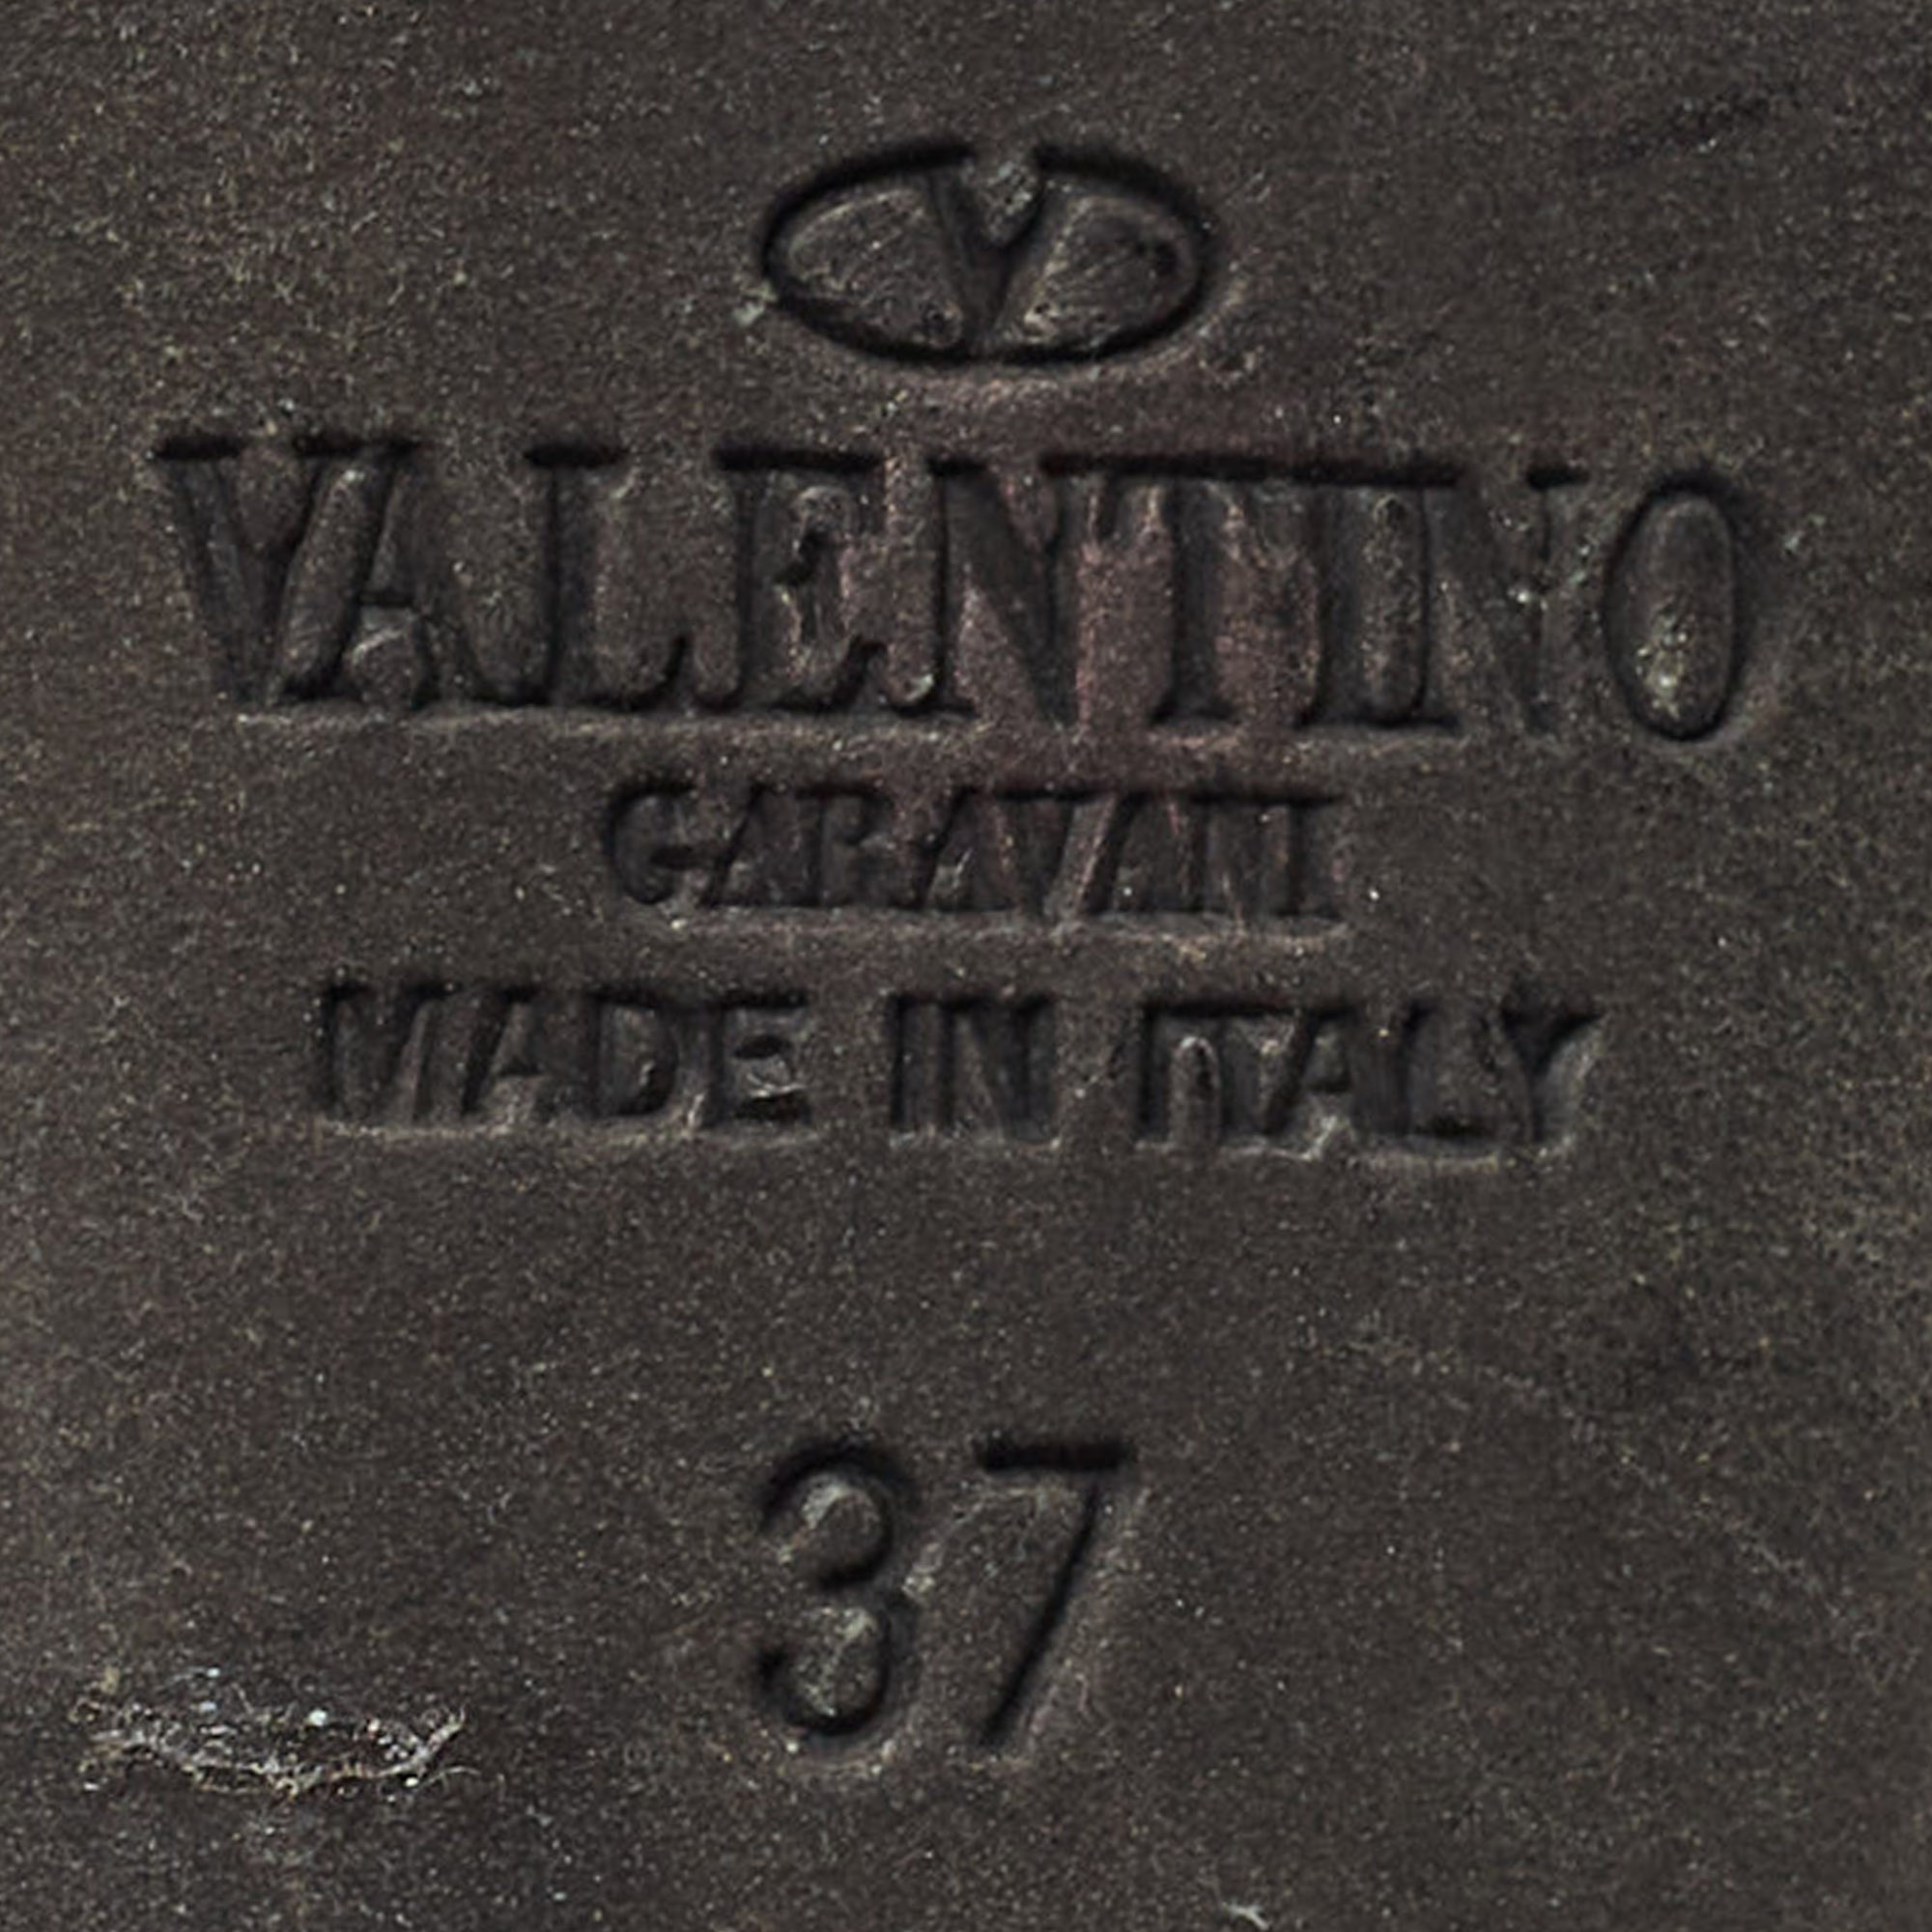 V
VALENTINO
GARAVANI
MADE IN ITALY
37